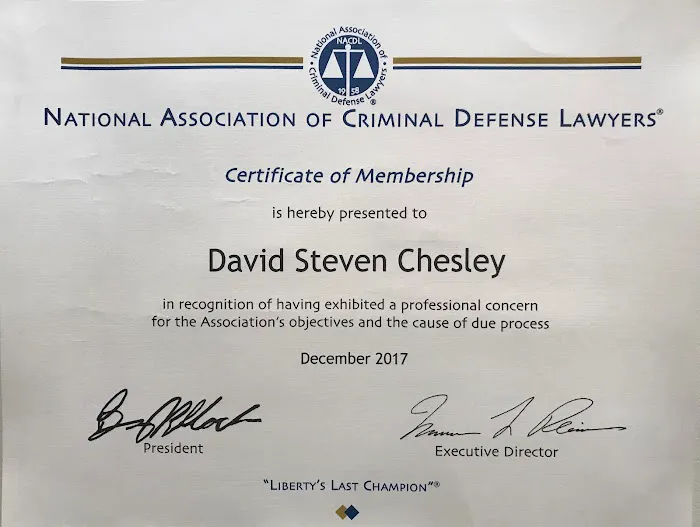 National Association of
NACDL
1958
Criminal Defense Lawyers®
NATIONAL ASSOCIATION OF CRIMINAL DEFENSE LAWYERS®
Certificate of Membership
is hereby presented to
David Steven Chesley
in recognition of having exhibited a professional concern
for the Association's objectives and the cause of due process
December 2017
President
Executive Director
"LIBERTY'S LAST CHAMPION"®